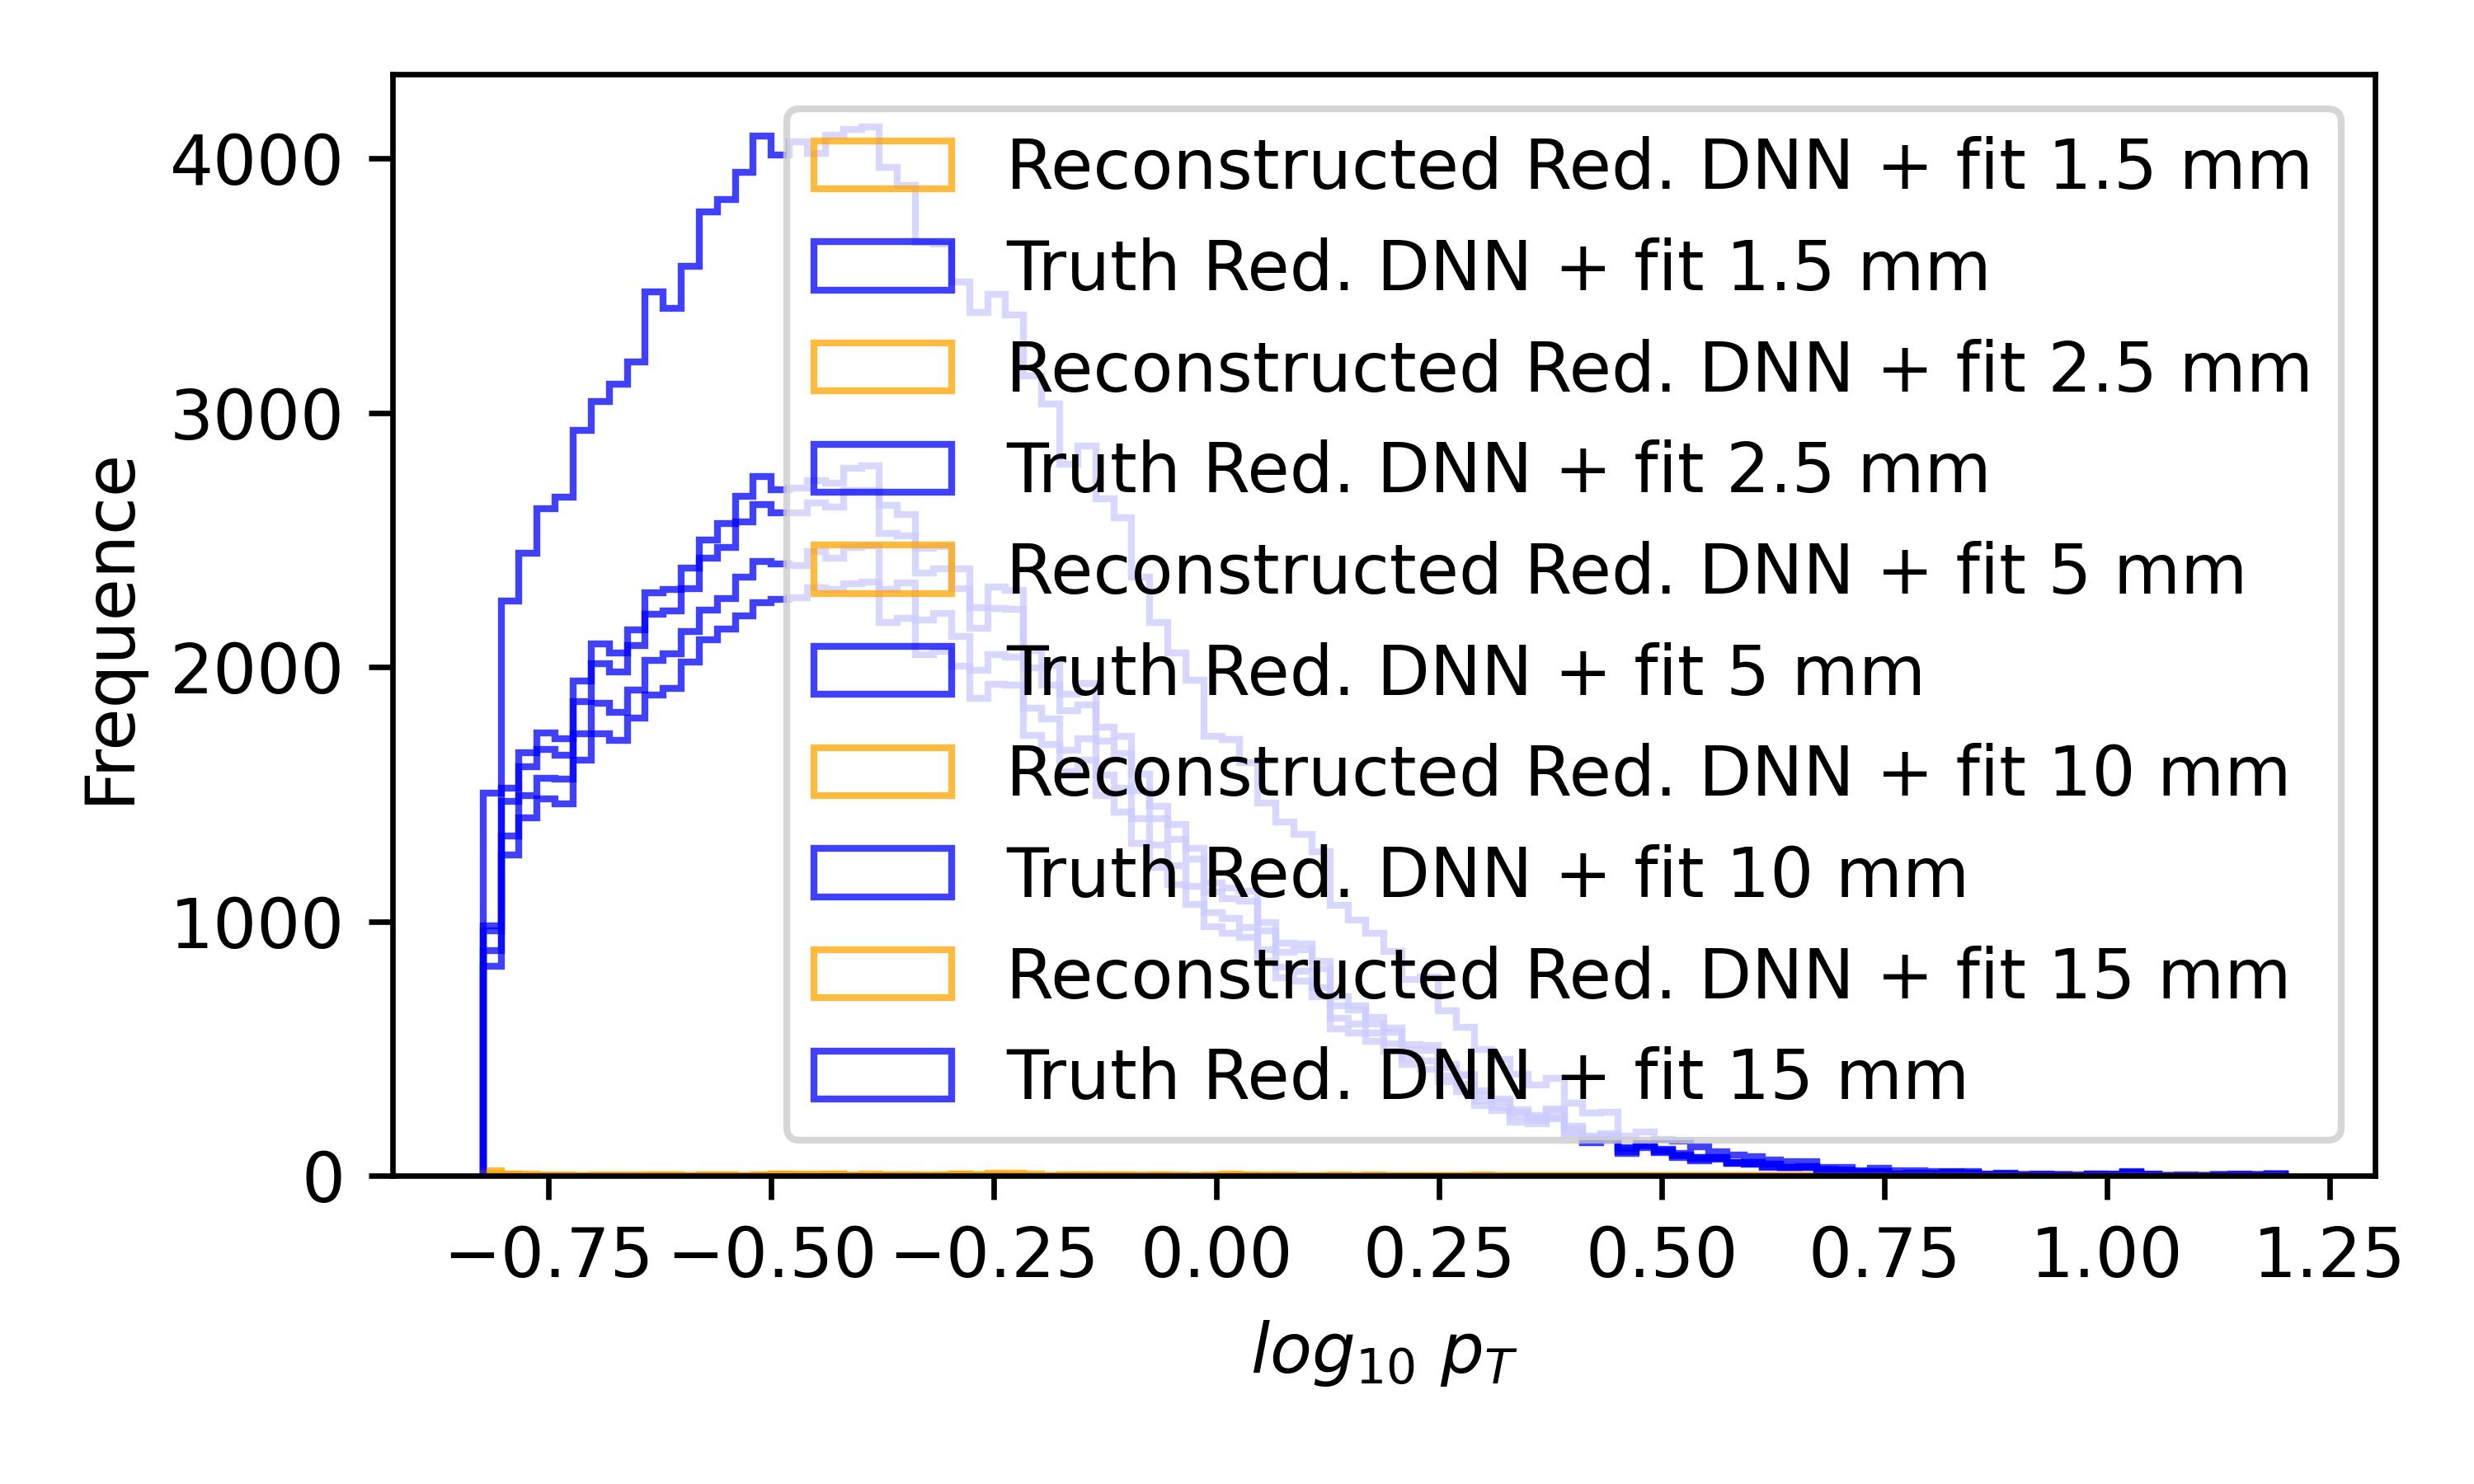 4000
3000
2000
1000
0
Frequence
Reconstructed Red. DNN + fit 1.5 mm
Truth Red. DNN + fit 1.5 mm
Reconstructed Red. DNN + fit 2.5 mm
Truth Red. DNN + fit 2.5 mm
Reconstructed Red. DNN + fit 5 mm
Truth Red. DNN + fit 5 mm
Reconstructed Red. DNN + fit 10 mm
Truth Red. DNN + fit 10 mm
Reconstructed Red. DNN + fit 15 mm
Truth Red. DNN + fit 15 mm
−0.75 −0.50 −0.25 0.00 0.25 0.50 0.75 1.00 1.25
log₁₀ p_T